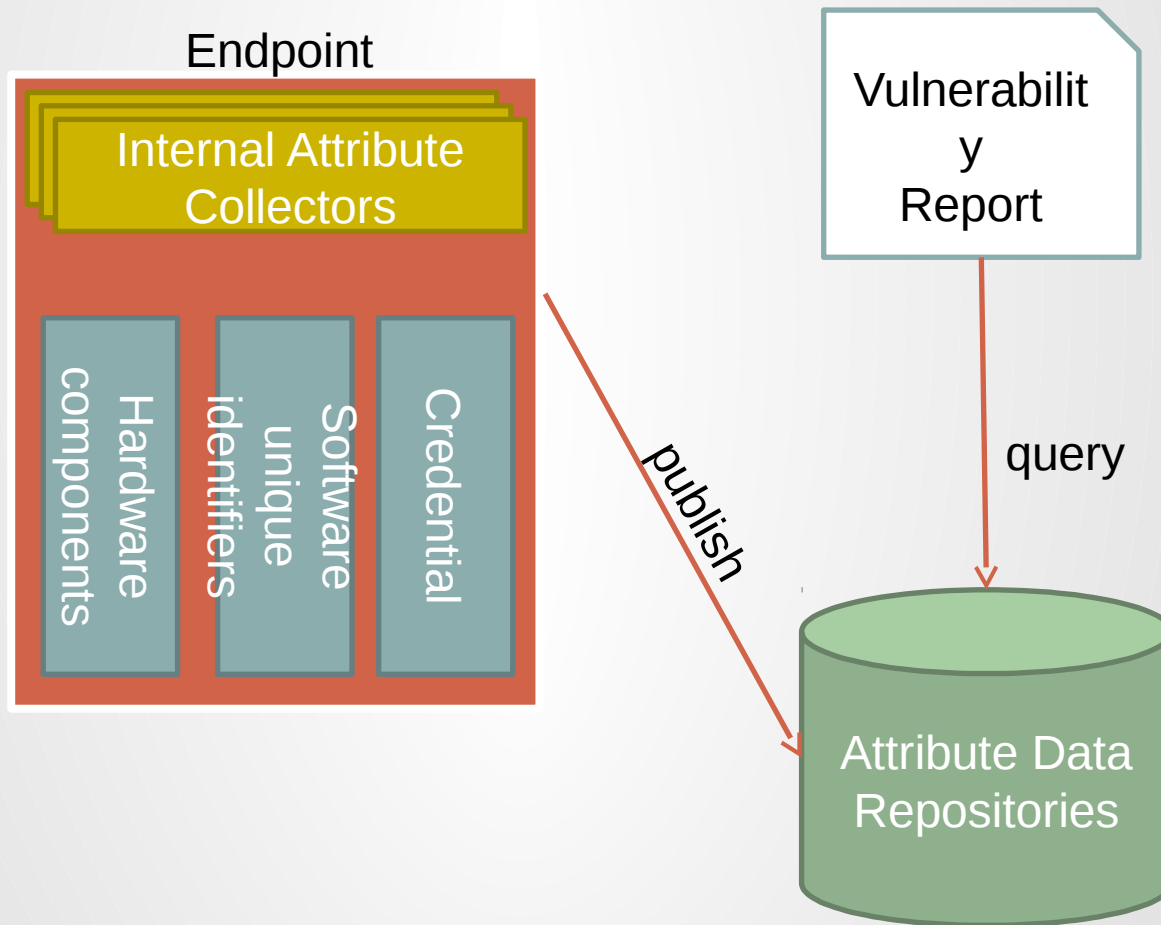 Endpoint
Internal Attribute
Collectors
Hardware
components
Software
unique
identifiers
Credential
publish
Vulnerabilit
y
Report
query
Attribute Data
Repositories